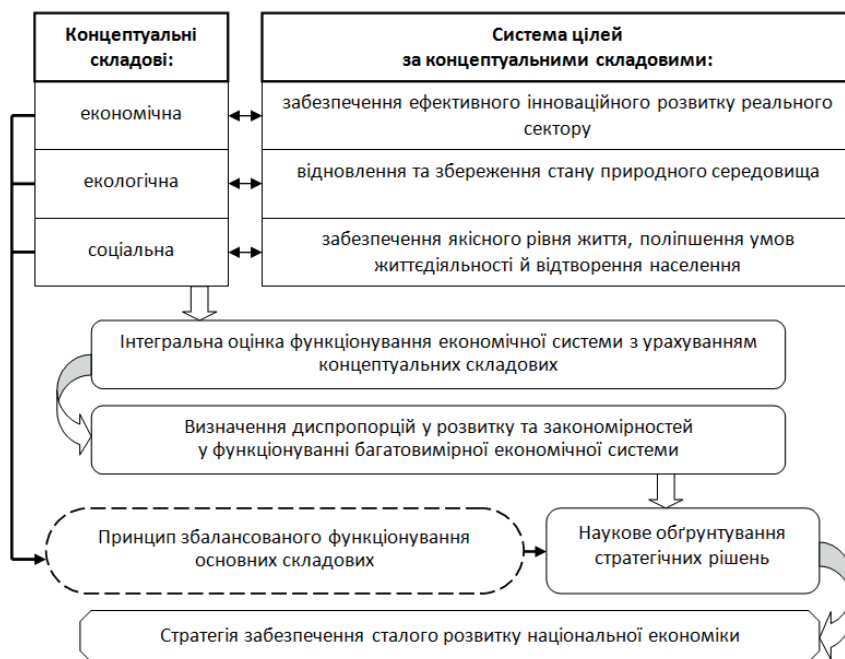 Концептуальні
складові:
Система цілей
за концептуальними складовими:
економічна
забезпечення ефективного інноваційного розвитку реального
сектору
екологічна
відновлення та збереження стану природного середовища
соціальна
забезпечення якісного рівня життя, поліпшення умов
життєдіяльності й відтворення населення
Інтегральна оцінка функціонування економічної системи з урахуванням
концептуальних складових
Визначення диспропорцій у розвитку та закономірностей
у функціонуванні багатовимірної економічної системи
Принцип збалансованого функціонування
основних складових
Наукове обґрунтування
стратегічних рішень
Стратегія забезпечення сталого розвитку національної економіки